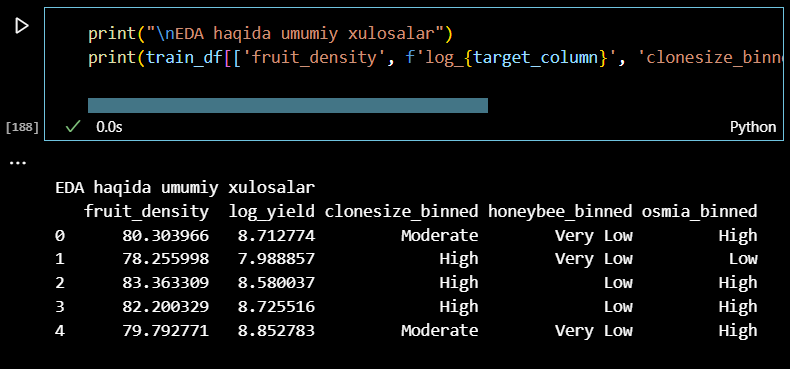 print("\nEDA haqida umumiy xulosalar")
print(train_df[['fruit_density', f'log_{target_column}', 'clonesize_binne
[188]
0.0s
Python
...
EDA haqida umumiy xulosalar
fruit_density log_yield clonesize_binned honeybee_binned osmia_binned
0 80.303966 8.712774 Moderate Very Low High
1 78.255998 7.988857 High Very Low Low
2 83.363309 8.580037 High Low High
3 82.200329 8.725516 High Low High
4 79.792771 8.852783 Moderate Very Low High